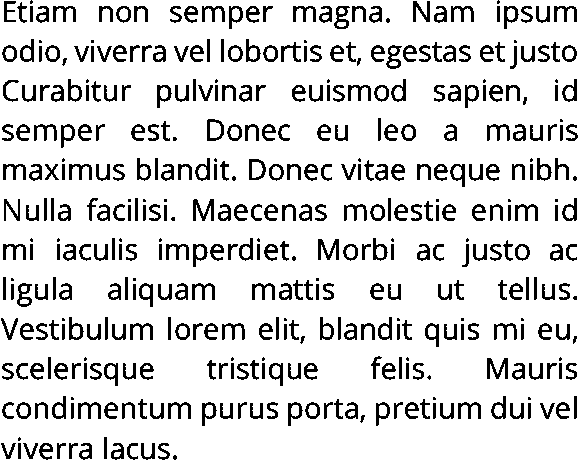 Etiam non semper magna. Nam ipsum
odio, viverra vel lobortis et, egestas et justo
Curabitur pulvinar euismod sapien, id
semper est. Donec eu leo a mauris
maximus blandit. Donec vitae neque nibh.
Nulla facilisi. Maecenas molestie enim id
mi iaculis imperdiet. Morbi ac justo ac
ligula aliquam mattis eu ut tellus.
Vestibulum lorem elit, blandit quis mi eu,
scelerisque tristique felis. Mauris
condimentum purus porta, pretium dui vel
viverra lacus.